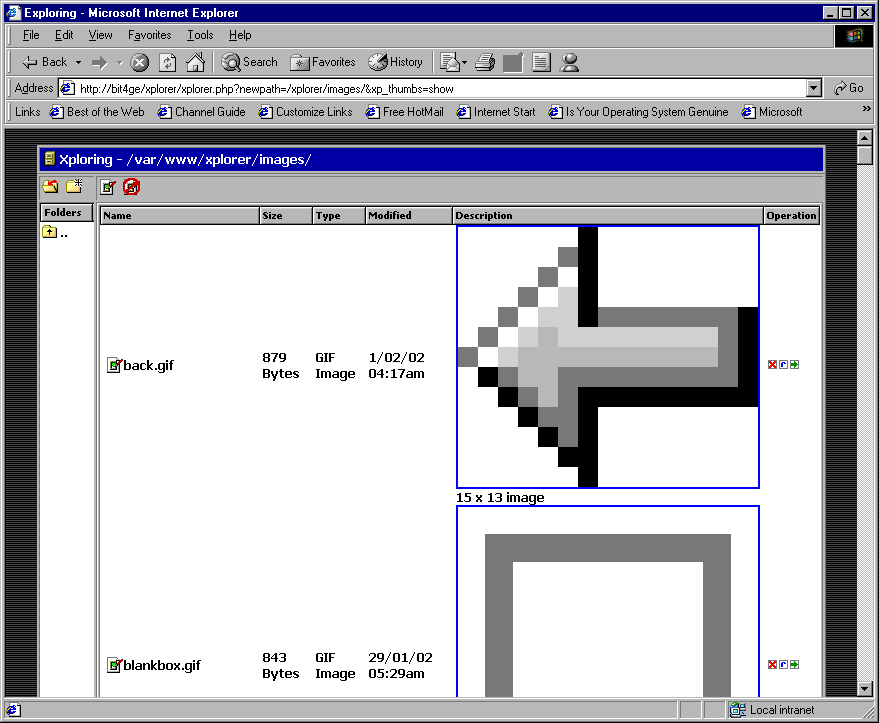 Exploring - Microsoft Internet Explorer
File Edit View Favorites Tools Help
Back Search Favorites History
Address http://bit4ge/xplorer/xplorer.php?newpath=/xplorer/images/&xp_thumbs=show Go
Links Best of the Web Channel Guide Customize Links Free HotMail Internet Start Is Your Operating System Genuine Microsoft »
Xploring - /var/www/xplorer/images/
Folders Name Size Type Modified Description Operation
..
back.gif 879 Bytes GIF Image 1/02/02 04:17am
15 x 13 image
blankbox.gif 843 Bytes GIF Image 29/01/02 05:29am
Local intranet